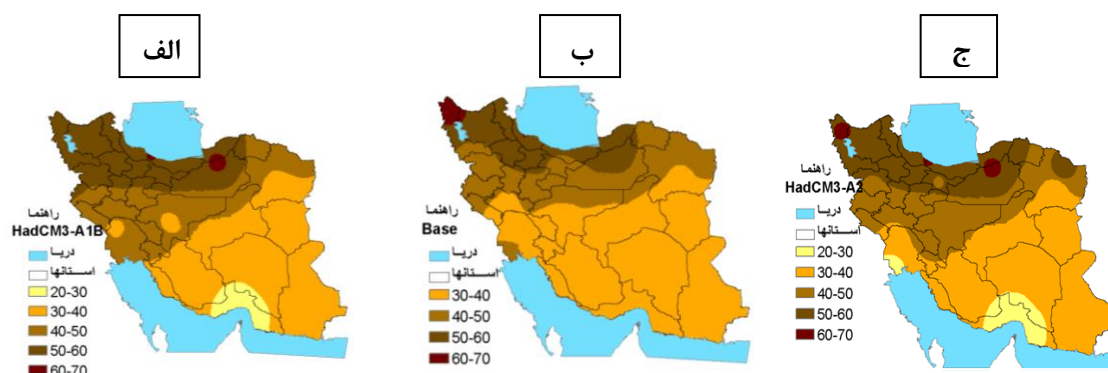 الف
ب
ج
راهنما
HadCM3-A1B
دریا
استانها
20-30
30-40
40-50
50-60
60-70
راهنما
Base
دریا
استانها
30-40
40-50
50-60
60-70
راهنما
HadCM3-A2
دریا
استانها
20-30
30-40
40-50
50-60
60-70